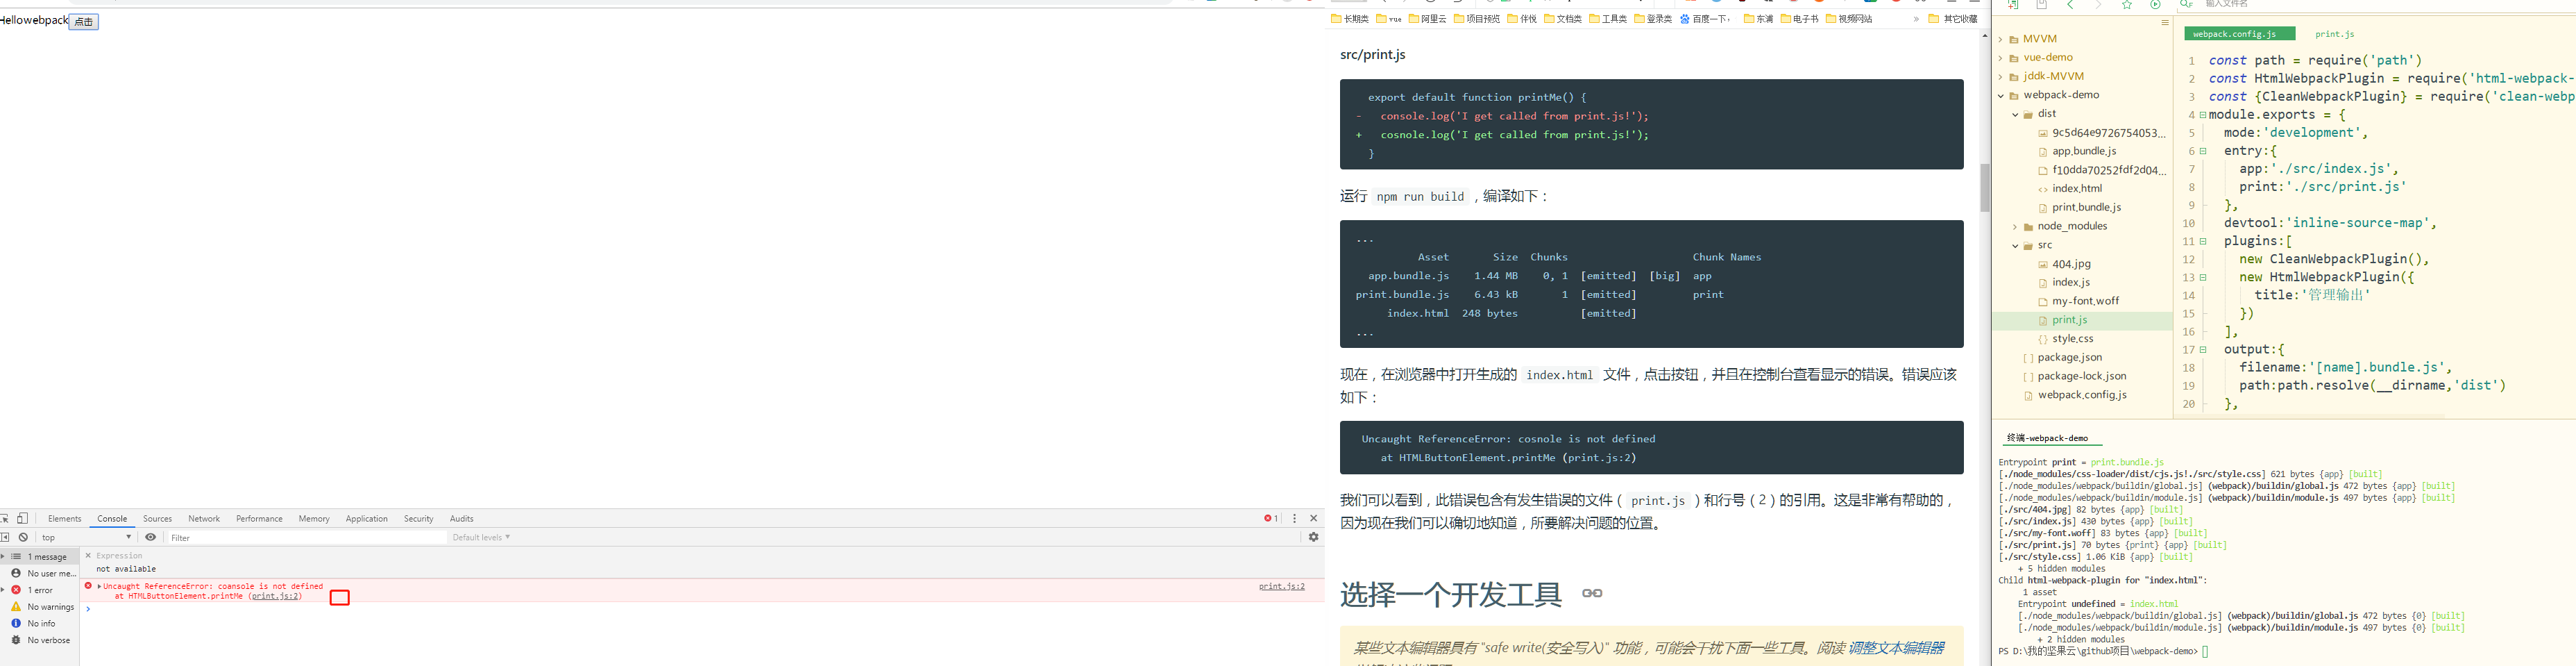 Hellowebpack 点击
Elements Console Sources Network Performance Memory Application Security Audits 1
top Filter Default levels
1 message
No user me...
1 error
No warnings
No info
No verbose
Expression
not available
Uncaught ReferenceError: coansole is not defined print.js:2
at HTMLButtonElement.printMe (print.js:2)
长期类 vue 阿里云 项目预览 伴悦 文档类 工具类 登录类 百度一下， 东浦 电子书 视频网站 » 其它收藏
src/print.js
export default function printMe() {
- console.log('I get called from print.js!');
+ cosnole.log('I get called from print.js!');
}
运行 npm run build ，编译如下：
...
Asset Size Chunks Chunk Names
app.bundle.js 1.44 MB 0, 1 [emitted] [big] app
print.bundle.js 6.43 kB 1 [emitted] print
index.html 248 bytes [emitted]
...
现在，在浏览器中打开生成的 index.html 文件，点击按钮，并且在控制台查看显示的错误。错误应该
如下：
Uncaught ReferenceError: cosnole is not defined
at HTMLButtonElement.printMe (print.js:2)
我们可以看到，此错误包含有发生错误的文件（ print.js ）和行号（2）的引用。这是非常有帮助的，
因为现在我们可以确切地知道，所要解决问题的位置。
选择一个开发工具
某些文本编辑器具有 "safe write(安全写入)" 功能，可能会干扰下面一些工具。阅读 调整文本编辑器
输入文件名
MVVM
vue-demo
jddk-MVVM
webpack-demo
dist
9c5d64e9726754053...
app.bundle.js
f10dda70252fdf2d04...
index.html
print.bundle.js
node_modules
src
404.jpg
index.js
my-font.woff
print.js
style.css
package.json
package-lock.json
webpack.config.js
webpack.config.js print.js
1 const path = require('path')
2 const HtmlWebpackPlugin = require('html-webpack-
3 const {CleanWebpackPlugin} = require('clean-webp
4 module.exports = {
5 mode:'development',
6 entry:{
7 app:'./src/index.js',
8 print:'./src/print.js'
9 },
10 devtool:'inline-source-map',
11 plugins:[
12 new CleanWebpackPlugin(),
13 new HtmlWebpackPlugin({
14 title:'管理输出'
15 })
16 ],
17 output:{
18 filename:'[name].bundle.js',
19 path:path.resolve(__dirname,'dist')
20 },
终端-webpack-demo
Entrypoint print = print.bundle.js
[./node_modules/css-loader/dist/cjs.js!./src/style.css] 621 bytes {app} [built]
[./node_modules/webpack/buildin/global.js] (webpack)/buildin/global.js 472 bytes {app} [built]
[./node_modules/webpack/buildin/module.js] (webpack)/buildin/module.js 497 bytes {app} [built]
[./src/404.jpg] 82 bytes {app} [built]
[./src/index.js] 430 bytes {app} [built]
[./src/my-font.woff] 83 bytes {app} [built]
[./src/print.js] 70 bytes {print} {app} [built]
[./src/style.css] 1.06 KiB {app} [built]
+ 5 hidden modules
Child html-webpack-plugin for "index.html":
1 asset
Entrypoint undefined = index.html
[./node_modules/webpack/buildin/global.js] (webpack)/buildin/global.js 472 bytes {0} [built]
[./node_modules/webpack/buildin/module.js] (webpack)/buildin/module.js 497 bytes {0} [built]
+ 2 hidden modules
PS D:\我的坚果云\github项目\webpack-demo>